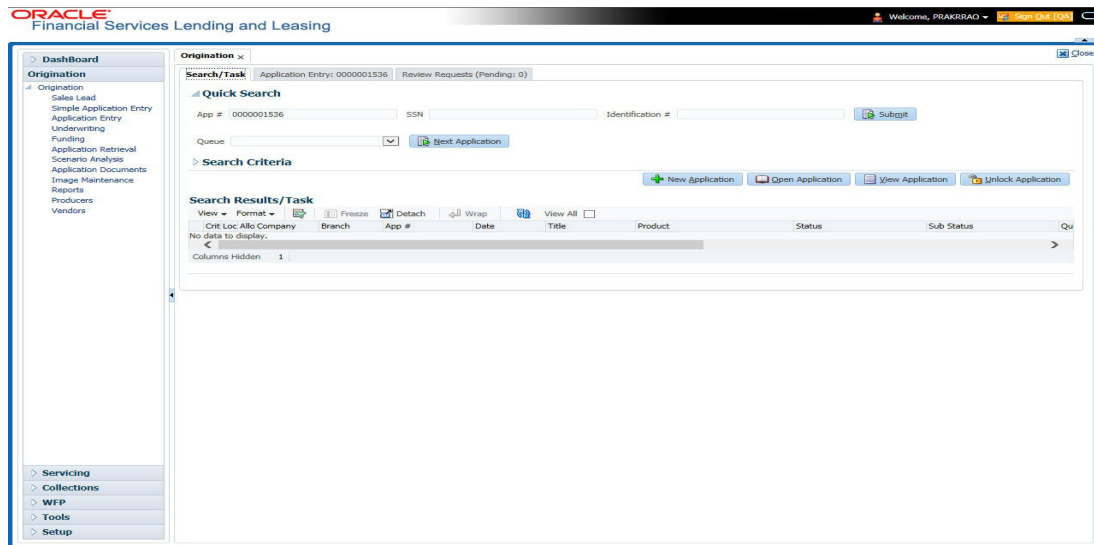 ORACLE
Financial Services Lending and Leasing
Welcome, PRAKRRAO
Sign Out [QA]
DashBoard
Origination
Origination
Sales Lead
Simple Application Entry
Application Entry
Underwriting
Funding
Application Retrieval
Scenario Analysis
Application Documents
Image Maintenance
Reports
Producers
Vendors
Servicing
Collections
WFP
Tools
Setup
Origination
Close
Search/Task Application Entry: 0000001536 Review Requests (Pending: 0)
Quick Search
App # 0000001536 SSN Identification # Submit
Queue Next Application
Search Criteria
New Application Open Application View Application Unlock Application
Search Results/Task
View Format Freeze Detach Wrap View All
Crit Loc Allo Company Branch App # Date Title Product Status Sub Status Qu
No data to display.
Columns Hidden 1